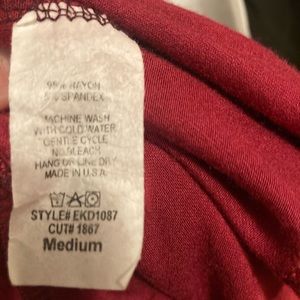 95% RAYON
5% SPANDEX
MACHINE WASH
WITH COLD WATER
GENTLE CYCLE
NO BLEACH
HANG OR LINE DRY
MADE IN U.S.A
STYLE# EKD1087
CUT# 1867
Medium